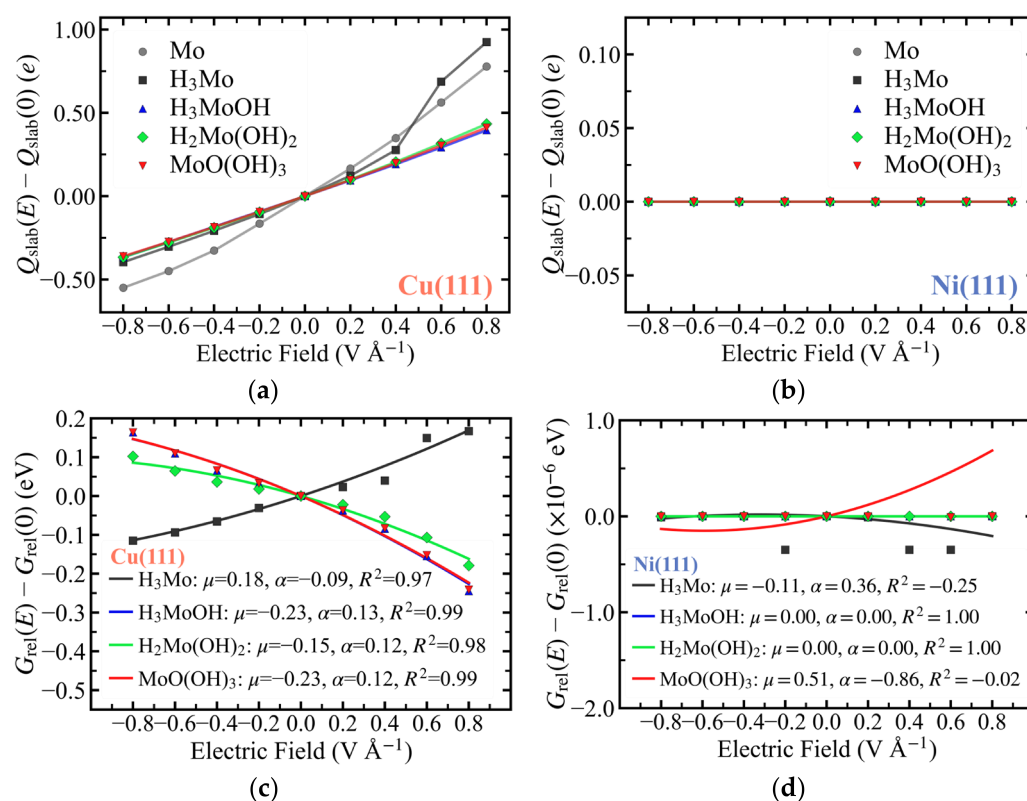 Q_slab(E) − Q_slab(0) (e)
1.00
0.75
0.50
0.25
0.00
−0.25
−0.50
Mo
H₃Mo
H₃MoOH
H₂Mo(OH)₂
MoO(OH)₃
Cu(111)
−0.8 −0.6 −0.4 −0.2 0.0 0.2 0.4 0.6 0.8
Electric Field (V Å⁻¹)
(a)
Q_slab(E) − Q_slab(0) (e)
0.10
0.05
0.00
−0.05
Mo
H₃Mo
H₃MoOH
H₂Mo(OH)₂
MoO(OH)₃
Ni(111)
−0.8 −0.6 −0.4 −0.2 0.0 0.2 0.4 0.6 0.8
Electric Field (V Å⁻¹)
(b)
G_rel(E) − G_rel(0) (eV)
0.2
0.1
0.0
−0.1
−0.2
−0.3
−0.4
−0.5
Cu(111)
H₃Mo: μ=0.18, α=−0.09, R²=0.97
H₃MoOH: μ=−0.23, α=0.13, R²=0.99
H₂Mo(OH)₂: μ=−0.15, α=0.12, R²=0.98
MoO(OH)₃: μ=−0.23, α=0.12, R²=0.99
−0.8 −0.6 −0.4 −0.2 0.0 0.2 0.4 0.6 0.8
Electric Field (V Å⁻¹)
(c)
G_rel(E) − G_rel(0) (×10⁻⁶ eV)
1.0
0.0
−1.0
−2.0
Ni(111)
H₃Mo: μ = −0.11, α = 0.36, R² = −0.25
H₃MoOH: μ = 0.00, α = 0.00, R² = 1.00
H₂Mo(OH)₂: μ = 0.00, α = 0.00, R² = 1.00
MoO(OH)₃: μ = 0.51, α = −0.86, R² = −0.02
−0.8 −0.6 −0.4 −0.2 0.0 0.2 0.4 0.6 0.8
Electric Field (V Å⁻¹)
(d)